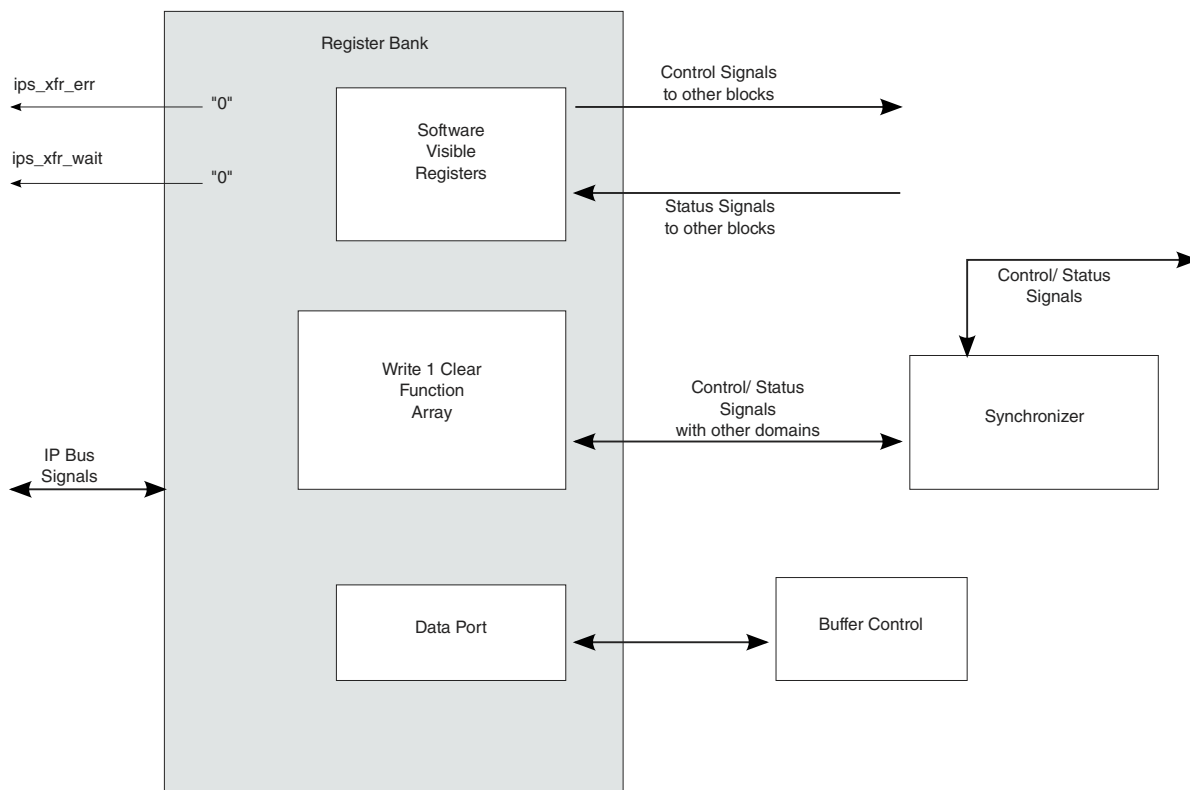 Register Bank
ips_xfr_err
"0"
ips_xfr_wait
"0"
Software
Visible
Registers
Control Signals
to other blocks
Status Signals
to other blocks
Control/ Status
Signals
Write 1 Clear
Function
Array
Control/ Status
Signals
with other domains
Synchronizer
IP Bus
Signals
Data Port
Buffer Control